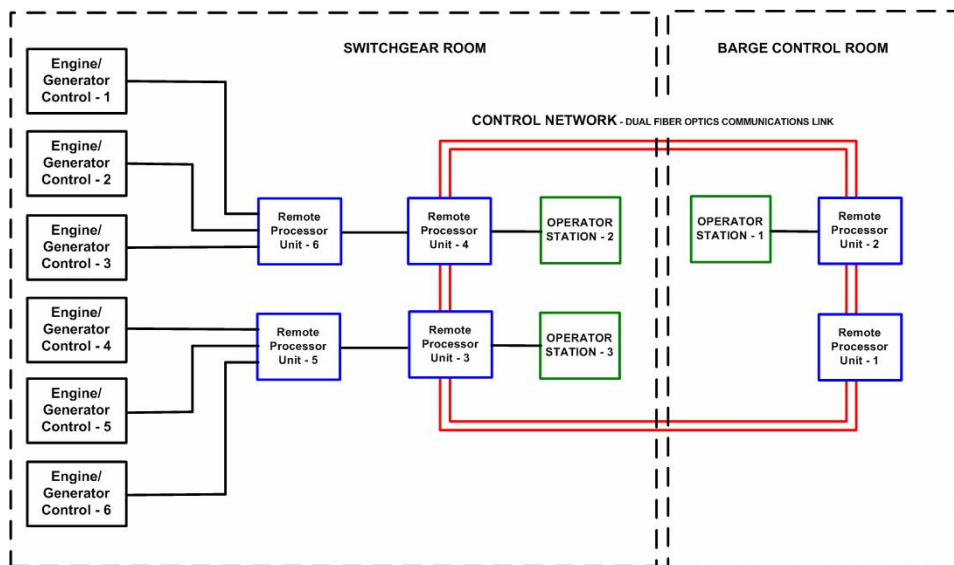 SWITCHGEAR ROOM
BARGE CONTROL ROOM
CONTROL NETWORK - DUAL FIBER OPTICS COMMUNICATIONS LINK
Engine/
Generator
Control - 1
Engine/
Generator
Control - 2
Engine/
Generator
Control - 3
Engine/
Generator
Control - 4
Engine/
Generator
Control - 5
Engine/
Generator
Control - 6
Remote
Processor
Unit - 6
Remote
Processor
Unit - 4
OPERATOR
STATION - 2
OPERATOR
STATION - 1
Remote
Processor
Unit - 2
Remote
Processor
Unit - 5
Remote
Processor
Unit - 3
OPERATOR
STATION - 3
Remote
Processor
Unit - 1